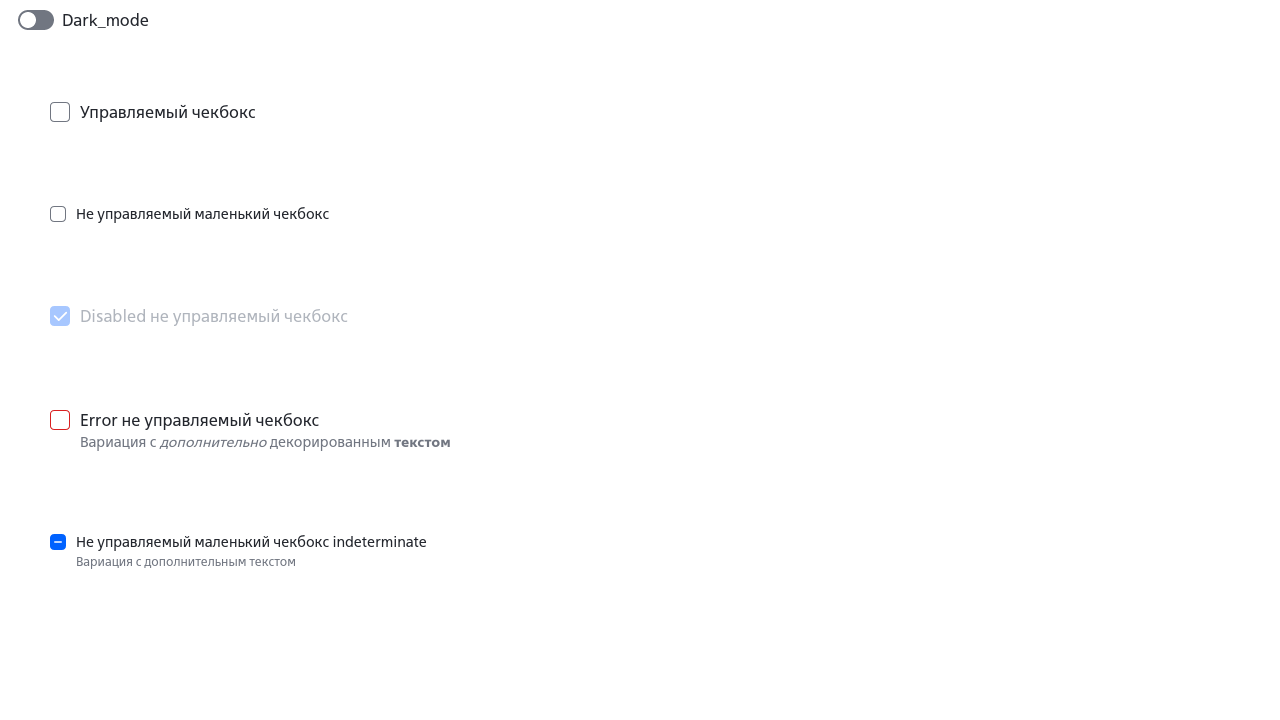 Dark_mode
Управляемый чекбокс
Не управляемый маленький чекбокс
Disabled не управляемый чекбокс
Error не управляемый чекбокс
Вариация с дополнительно декорированным текстом
Не управляемый маленький чекбокс indeterminate
Вариация с дополнительным текстом